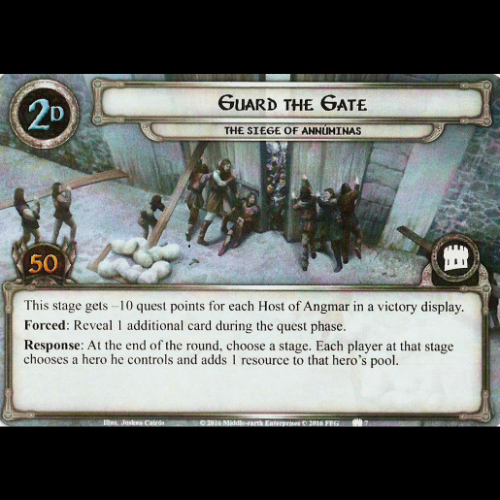 2D
GUARD THE GATE
THE SIEGE OF ANNÚMINAS
50
This stage gets –10 quest points for each Host of Angmar in a victory display.
Forced: Reveal 1 additional card during the quest phase.
Response: At the end of the round, choose a stage. Each player at that stage
chooses a hero he controls and adds 1 resource to that hero's pool.
Illus. Joshua Cairós © 2016 Middle-earth Enterprises © 2016 FFG 7